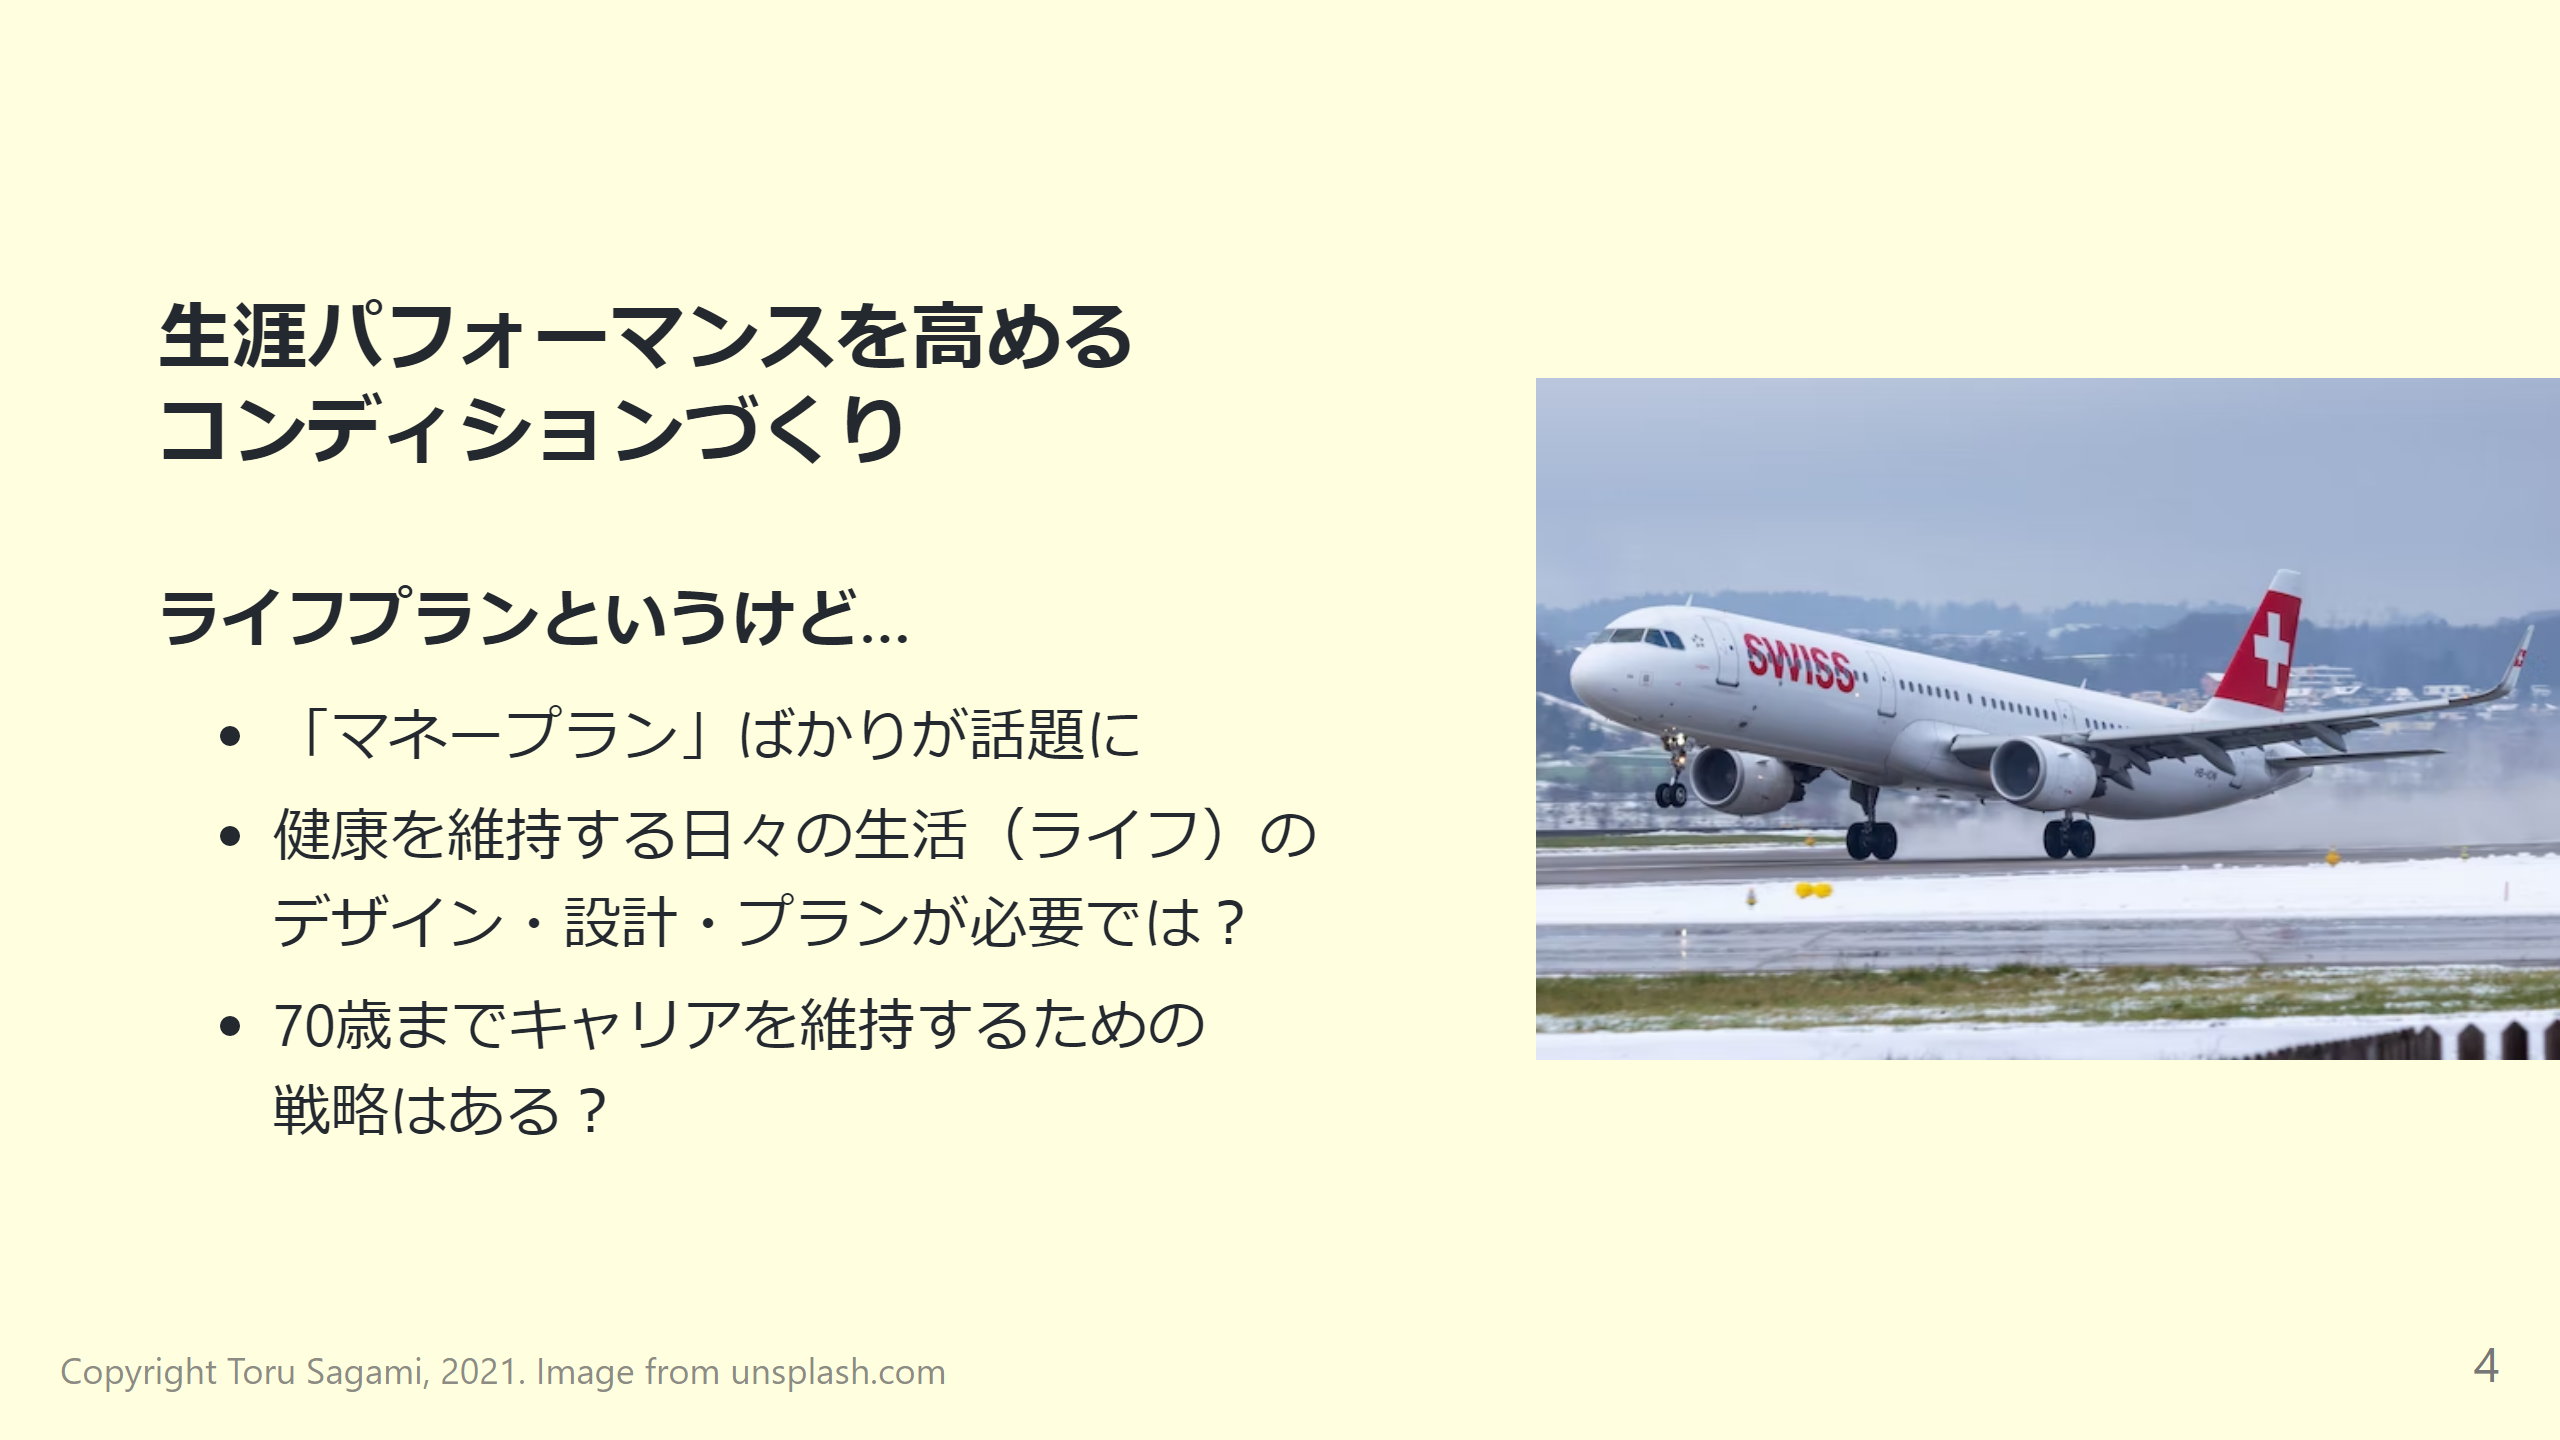 生涯パフォーマンスを高める
コンディションづくり
ライフプランというけど...
• 「マネープラン」ばかりが話題に
• 健康を維持する日々の生活（ライフ）の
デザイン・設計・プランが必要では？
• 70歳までキャリアを維持するための
戦略はある？
SWISS
Copyright Toru Sagami, 2021. Image from unsplash.com
4